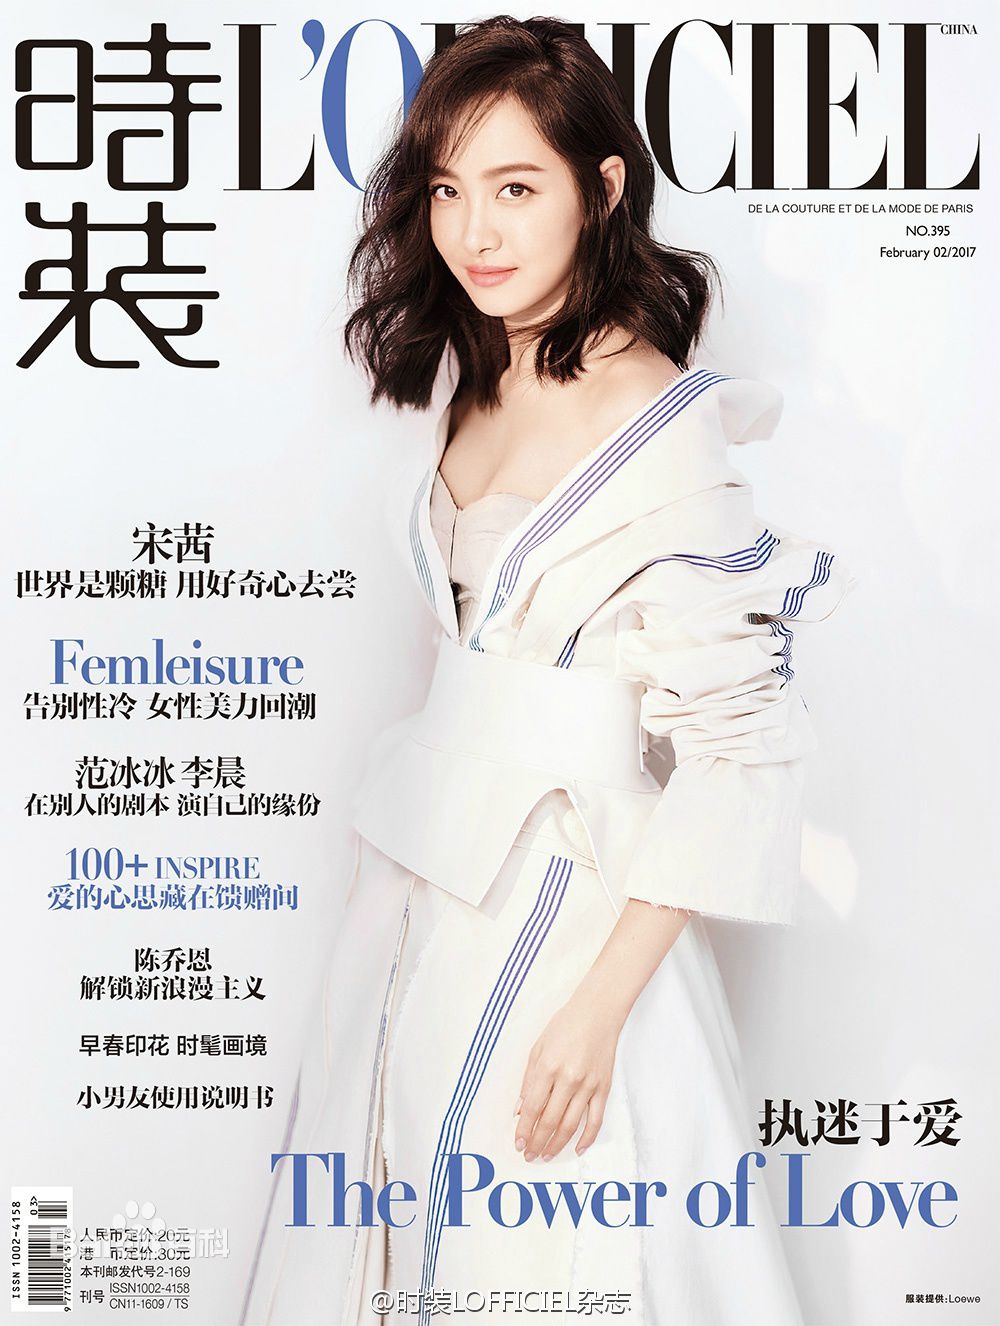 時装
L'OFFICIEL
CHINA
DE LA COUTURE ET DE LA MODE DE PARIS
NO.395
February 02/2017
宋茜
世界是颗糖 用好奇心去尝
Femleisure
告别性冷 女性美力回潮
范冰冰 李晨
在别人的剧本 演自己的缘份
100+ INSPIRE
爱的心思藏在馈赠间
陈乔恩
解锁新浪漫主义
早春印花 时髦画境
小男友使用说明书
执迷于爱
The Power of Love
ISSN 1002-4158
03>
9 771002 415178
人民币定价:20元
港 币定价:30元
本刊邮发代号2-169
刊号 ISSN1002-4158
CN11-1609 / TS
Bai 百科
@时装LOFFICIEL杂志
服装提供:Loewe